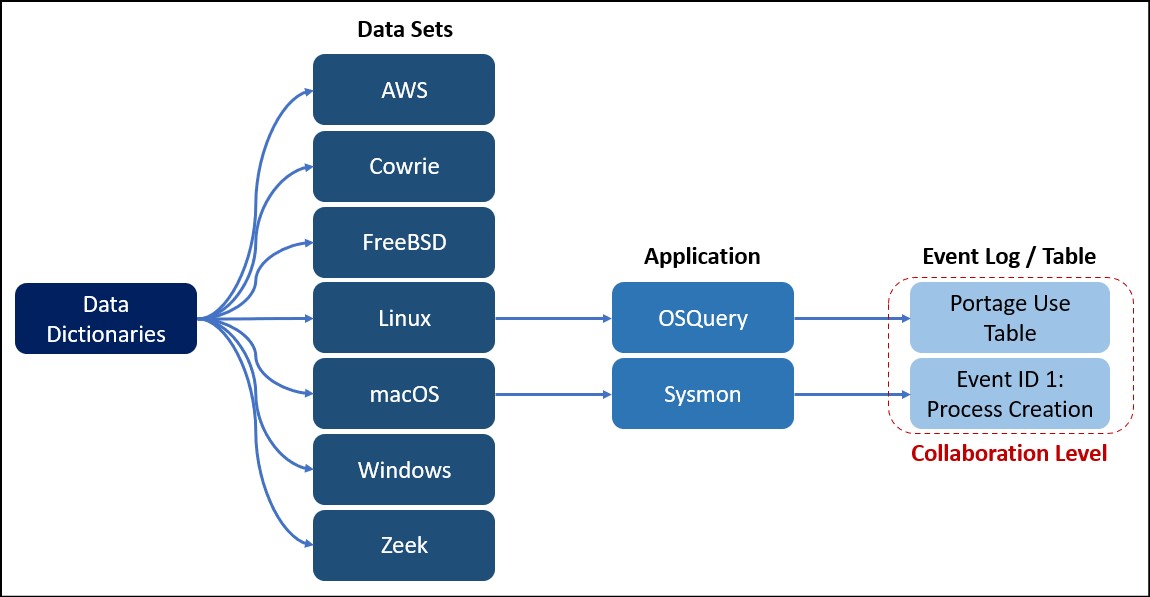 Data Sets
AWS
Cowrie
FreeBSD
Data
Dictionaries
Linux
macOS
Windows
Zeek
Application
OSQuery
Sysmon
Event Log / Table
Portage Use
Table
Event ID 1:
Process Creation
Collaboration Level